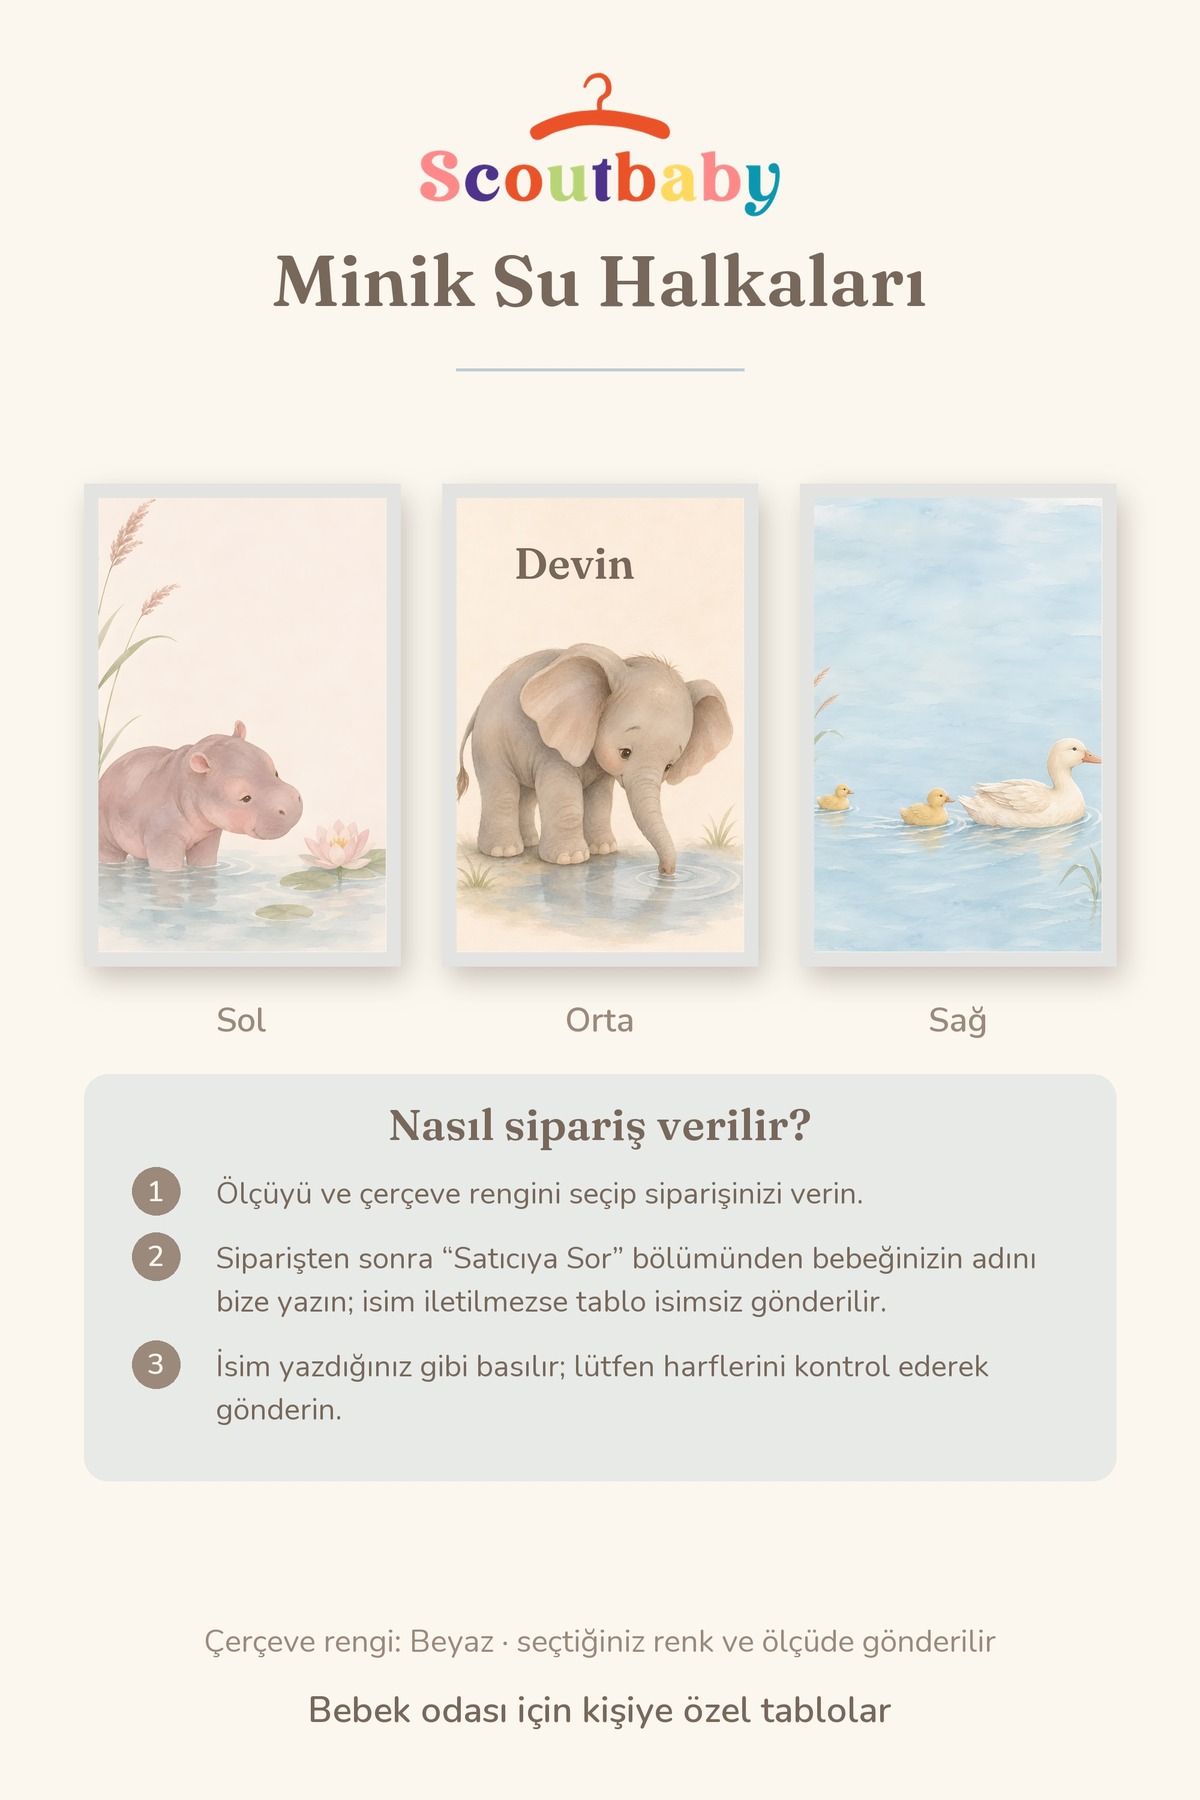 Scoutbaby
Minik Su Halkaları
Devin
Sol
Orta
Sağ
Nasıl sipariş verilir?
1 Ölçüyü ve çerçeve rengini seçip siparişinizi verin.
2 Siparişten sonra “Satıcıya Sor” bölümünden bebeğinizin adını
bize yazın; isim iletilmezse tablo isimsiz gönderilir.
3 İsim yazdığınız gibi basılır; lütfen harflerini kontrol ederek
gönderin.
Çerçeve rengi: Beyaz · seçtiğiniz renk ve ölçüde gönderilir
Bebek odası için kişiye özel tablolar